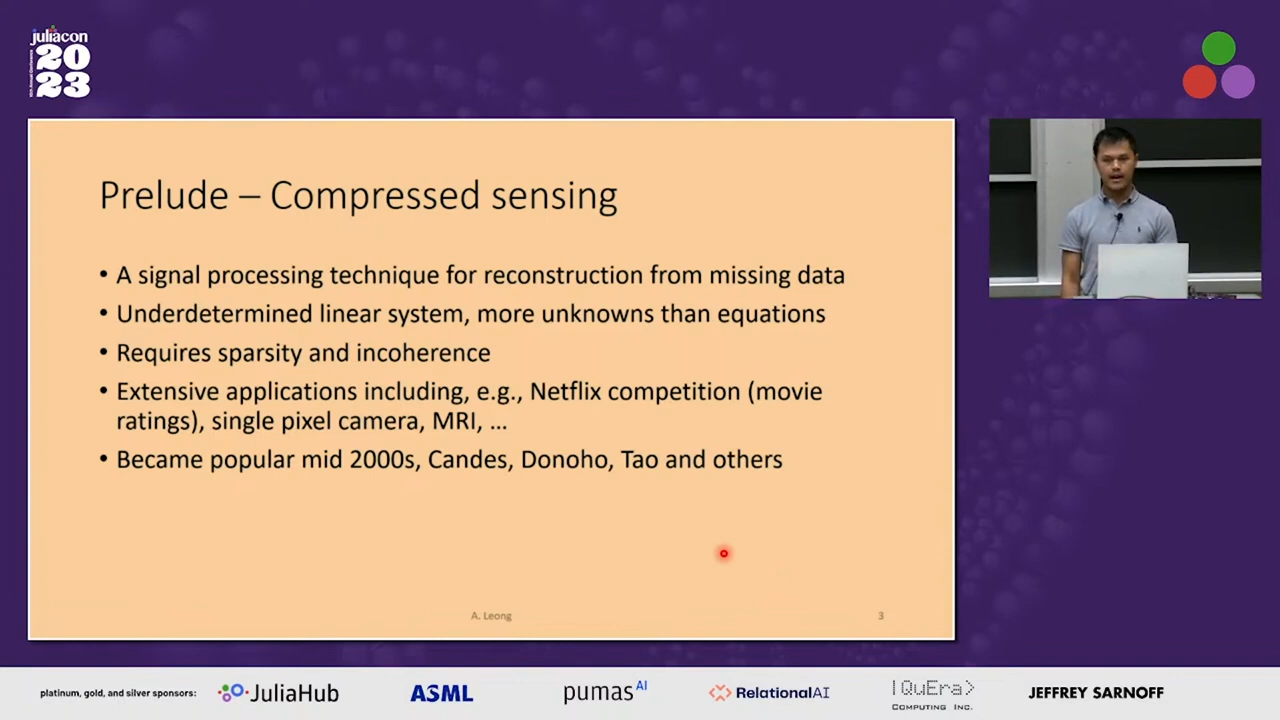 juliacon
20
23
Prelude – Compressed sensing
• A signal processing technique for reconstruction from missing data
• Underdetermined linear system, more unknowns than equations
• Requires sparsity and incoherence
• Extensive applications including, e.g., Netflix competition (movie
ratings), single pixel camera, MRI, ...
• Became popular mid 2000s, Candes, Donoho, Tao and others
A. Leong
3
platinum, gold, and silver sponsors:
JuliaHub
ASML
pumasAI
RelationalAI
|QuEra>
COMPUTING INC.
JEFFREY SARNOFF